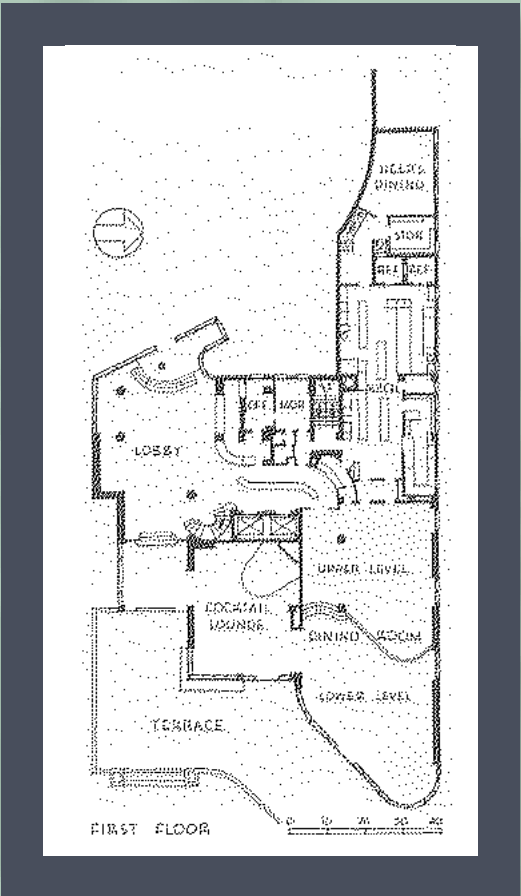 HELP'S
DINING
STOR
REF REF
KITCH.
OFF. MGR
LOBBY
UPPER LEVEL
COCKTAIL
LOUNGE
DINING ROOM
LOWER LEVEL
TERRACE
FIRST FLOOR
0 10 20 30 40